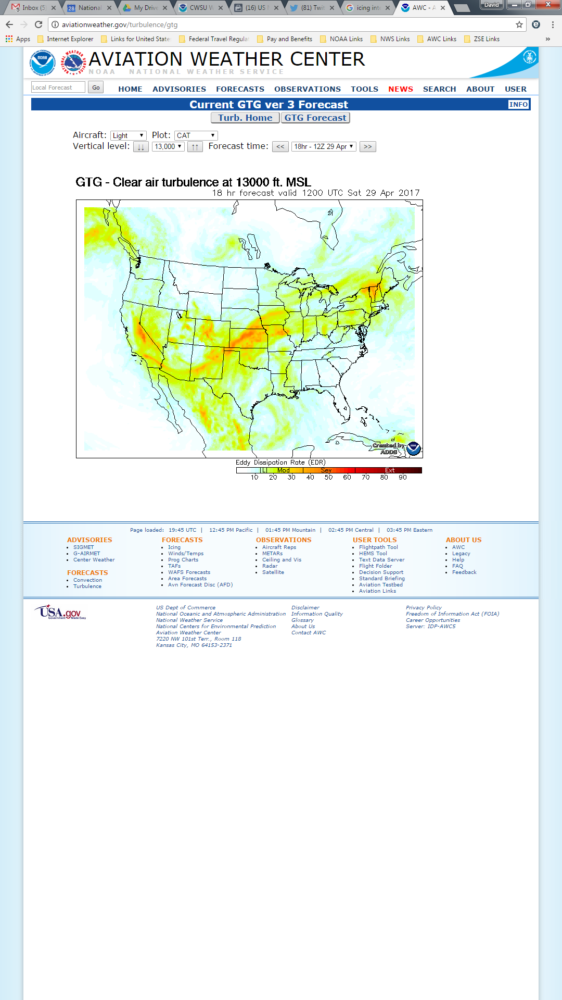 Inbox (5) National My Drive CWSU W (16) US N (81) Twit icing int AWC - A David
aviationweather.gov/turbulence/gtg
Apps Internet Explorer Links for United State Federal Travel Regulat Pay and Benefits NOAA Links NWS Links AWC Links ZSE Links »
AVIATION WEATHER CENTER
NOAA NATIONAL WEATHER SERVICE
Local Forecast Go HOME ADVISORIES FORECASTS OBSERVATIONS TOOLS NEWS SEARCH ABOUT USER
Current GTG ver 3 Forecast INFO
Turb. Home GTG Forecast
Aircraft: Light Plot: CAT
Vertical level: ↓↓ 13,000 ↑↑ Forecast time: << 18hr - 12Z 29 Apr >>
GTG - Clear air turbulence at 13000 ft. MSL
18 hr forecast valid 1200 UTC Sat 29 Apr 2017
Created by
ADDS
Eddy Dissipation Rate (EDR)
L Mod Sev Ext
10 20 30 40 50 60 70 80 90
Page loaded: 19:45 UTC | 12:45 PM Pacific | 01:45 PM Mountain | 02:45 PM Central | 03:45 PM Eastern
ADVISORIES
SIGMET
G-AIRMET
Center Weather
FORECASTS
Convection
Turbulence
FORECASTS
Icing
Winds/Temps
Prog Charts
TAFs
WAFS Forecasts
Area Forecasts
Avn Forecast Disc (AFD)
OBSERVATIONS
Aircraft Reps
METARs
Ceiling and Vis
Radar
Satellite
USER TOOLS
Flightpath Tool
HEMS Tool
Text Data Server
Flight Folder
Decision Support
Standard Briefing
Aviation Testbed
Aviation Links
ABOUT US
AWC
Legacy
Help
FAQ
Feedback
USA.gov
Government Made Easy
US Dept of Commerce
National Oceanic and Atmospheric Administration
National Weather Service
National Centers for Environmental Prediction
Aviation Weather Center
7220 NW 101st Terr., Room 118
Kansas City, MO 64153-2371
Disclaimer
Information Quality
Glossary
About Us
Contact AWC
Privacy Policy
Freedom of Information Act (FOIA)
Career Opportunities
Server: IDP-AWC5